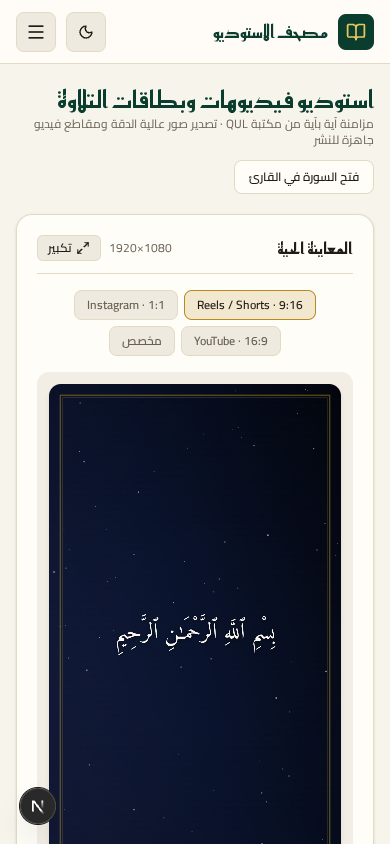 مصحف الاستوديو
استوديو فيديوهات وبطاقات التلاوة
مزامنة آية بآية من مكتبة QUL · تصدير صور عالية الدقة ومقاطع فيديو
جاهزة للنشر
فتح السورة في القارئ
المعاينة الحية
1920×1080
تكبير
Reels / Shorts · 9:16
Instagram · 1:1
YouTube · 16:9
مخصص
بِسْمِ ٱللَّهِ ٱلرَّحْمَـٰنِ ٱلرَّحِيمِ
N